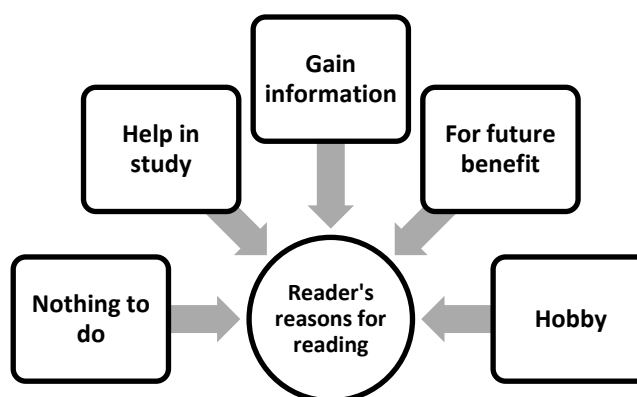 Gain
information
Help in
study
For future
benefit
Nothing to
do
Reader's
reasons for
reading
Hobby